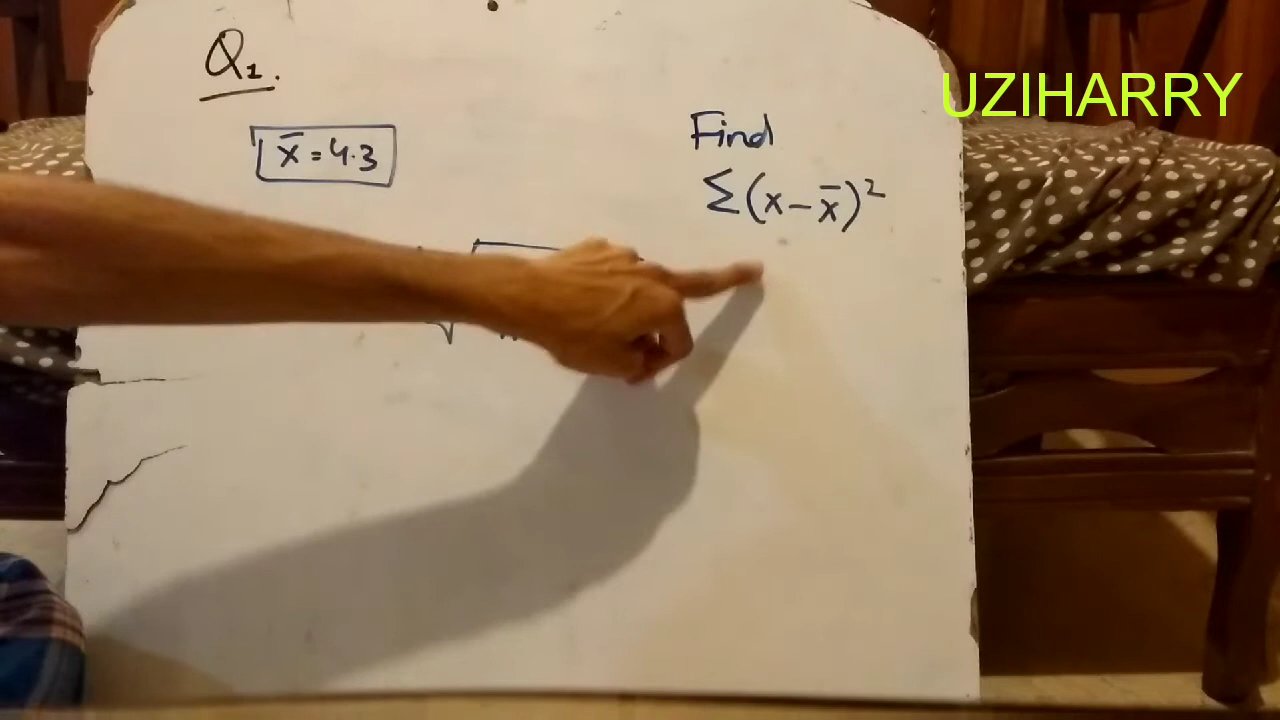 Q1.
x̄ = 4.3
Find
Σ(x-x̄)²
UZIHARRY